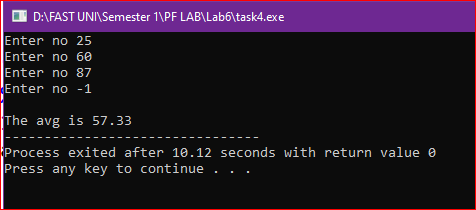 D:\FAST UNI\Semester 1\PF LAB\Lab6\task4.exe
Enter no 25
Enter no 60
Enter no 87
Enter no -1
The avg is 57.33
--------------------------------
Process exited after 10.12 seconds with return value 0
Press any key to continue . . .